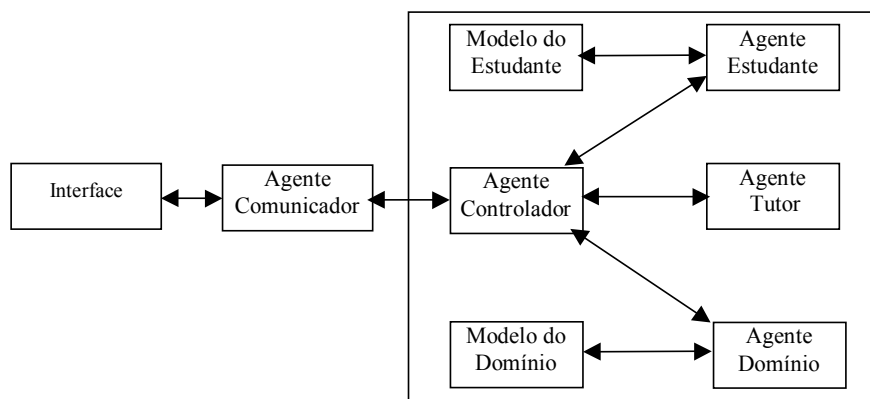 Modelo do
Estudante
Agente
Estudante
Interface
Agente
Comunicador
Agente
Controlador
Agente
Tutor
Modelo do
Domínio
Agente
Domínio